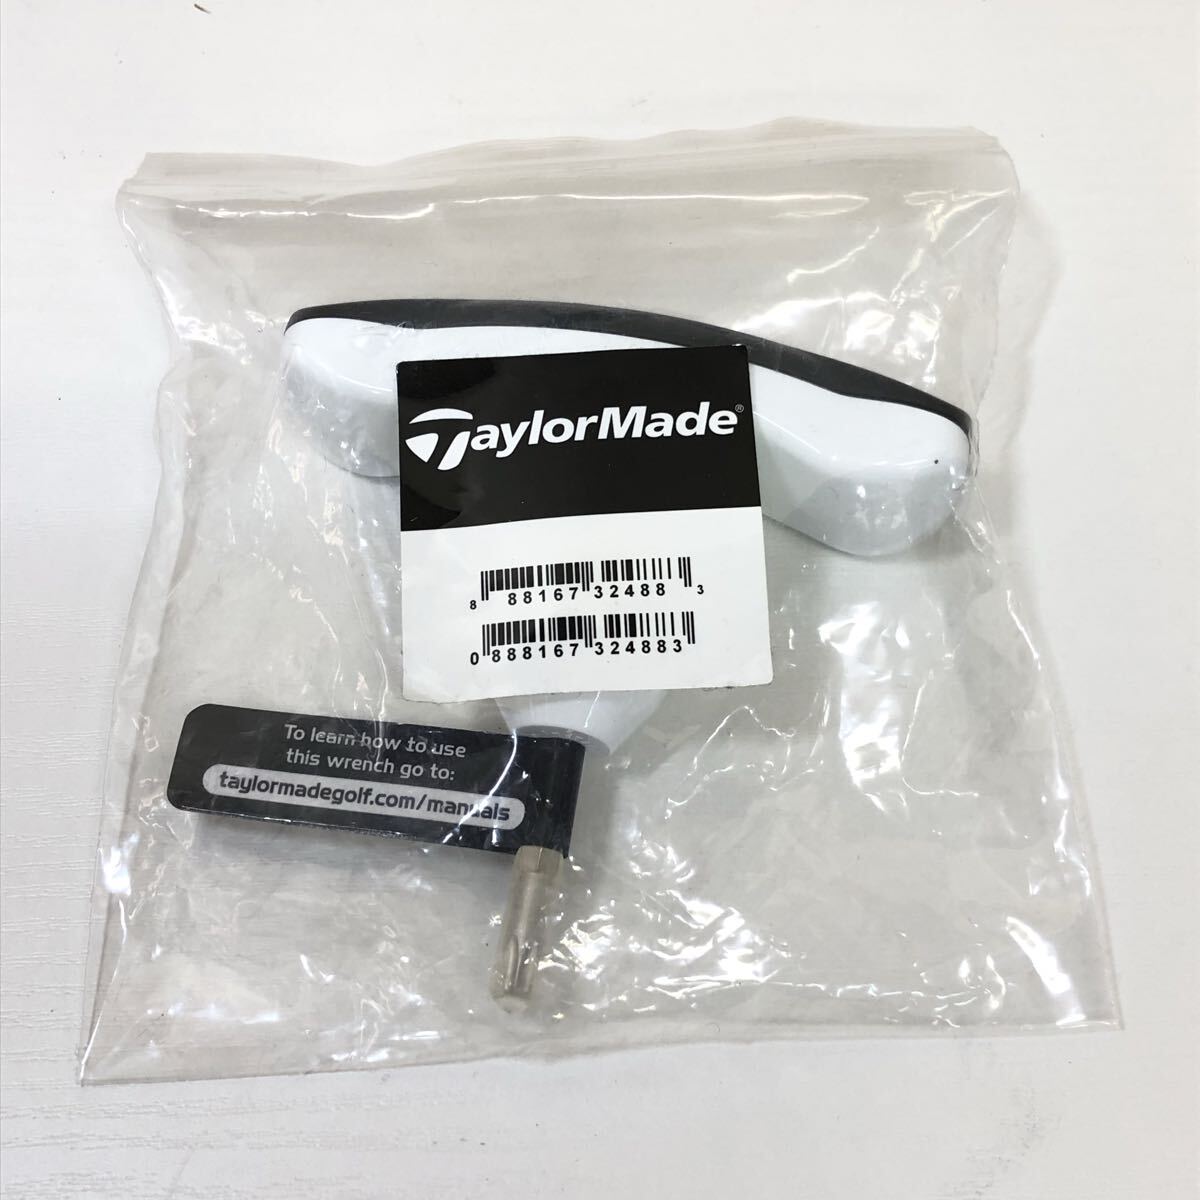 TaylorMade®
8 88167 32488 3
0 888167 324883
To learn how to use
this wrench go to:
taylormadegolf.com/manuals